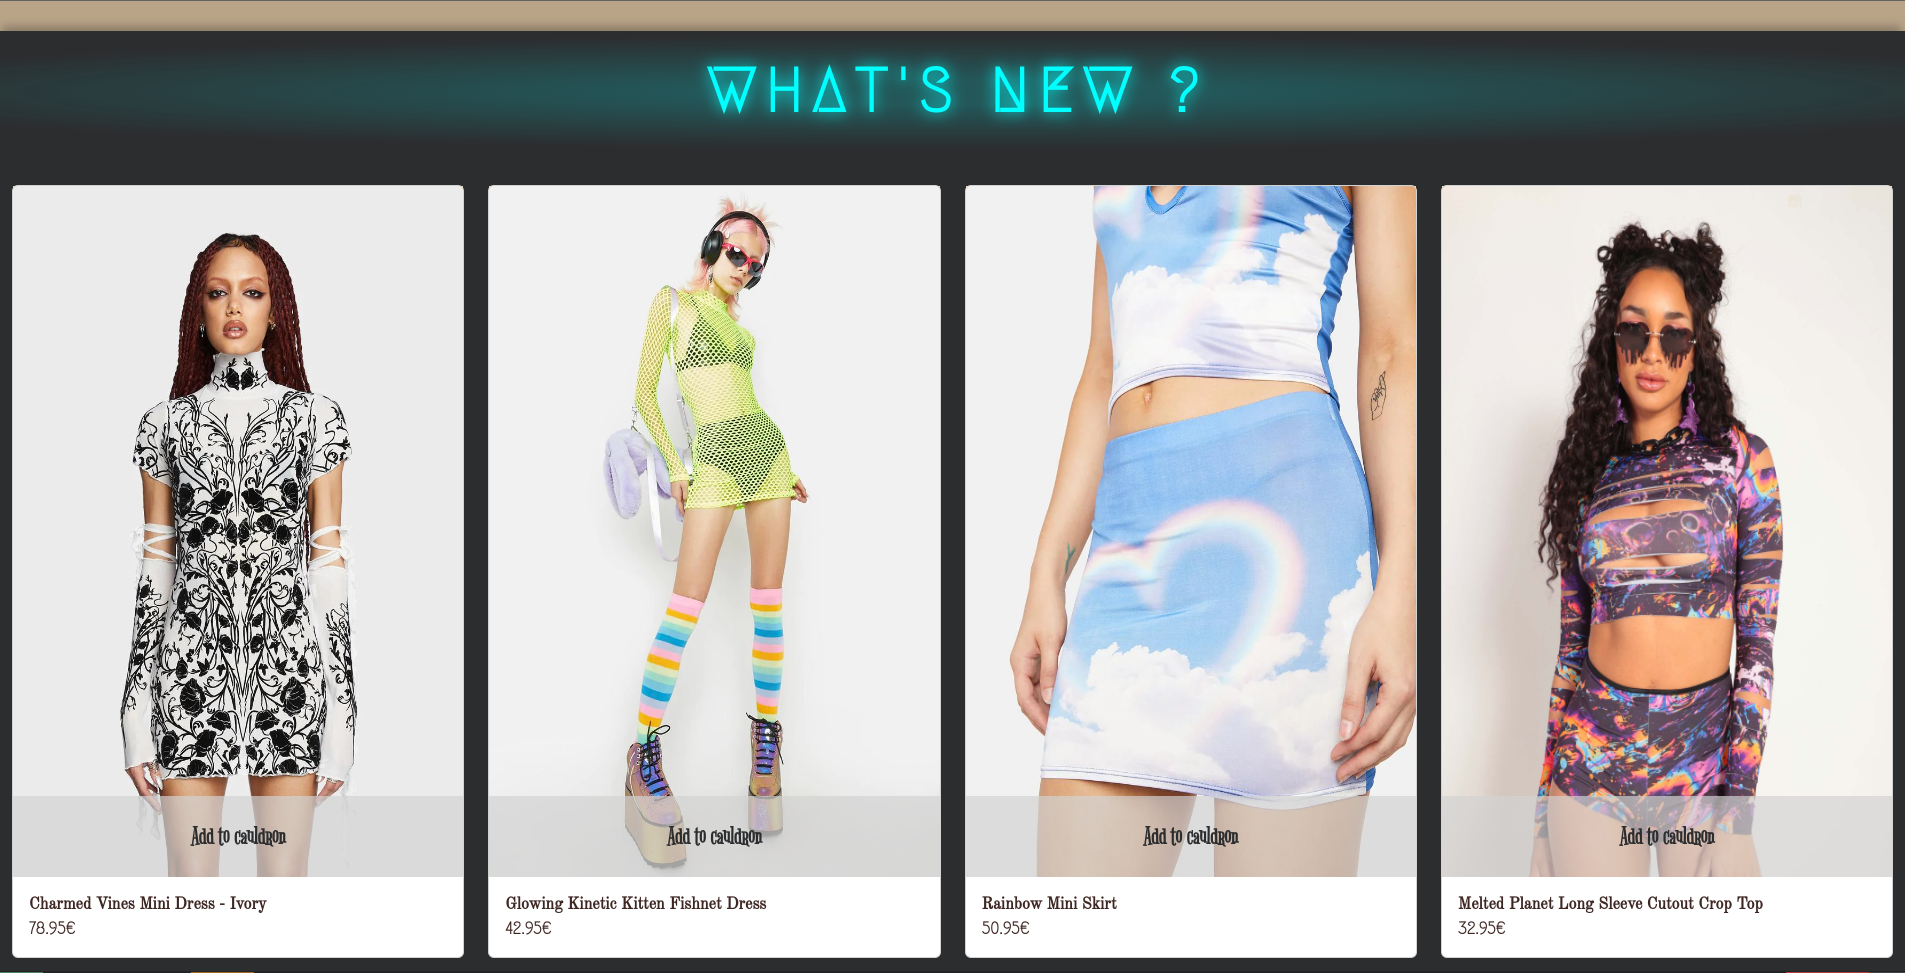 WHAT'S NEW ?
Add to cauldron
Add to cauldron
Add to cauldron
Add to cauldron
Charmed Vines Mini Dress - Ivory
78.95€
Glowing Kinetic Kitten Fishnet Dress
42.95€
Rainbow Mini Skirt
50.95€
Melted Planet Long Sleeve Cutout Crop Top
32.95€